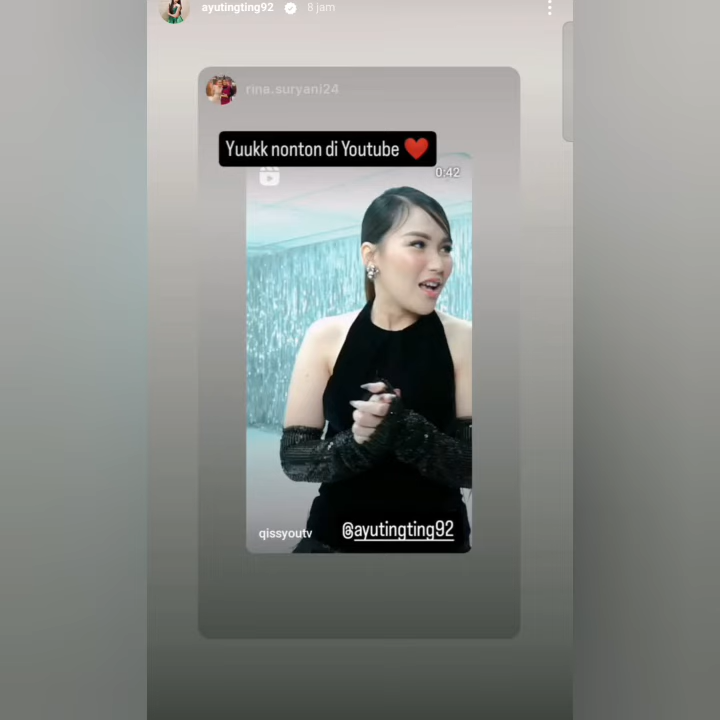 ayutingting92 8 jam
rina.suryani24
Yuukk nonton di Youtube ❤️
0:42
qissyoutv @ayutingting92